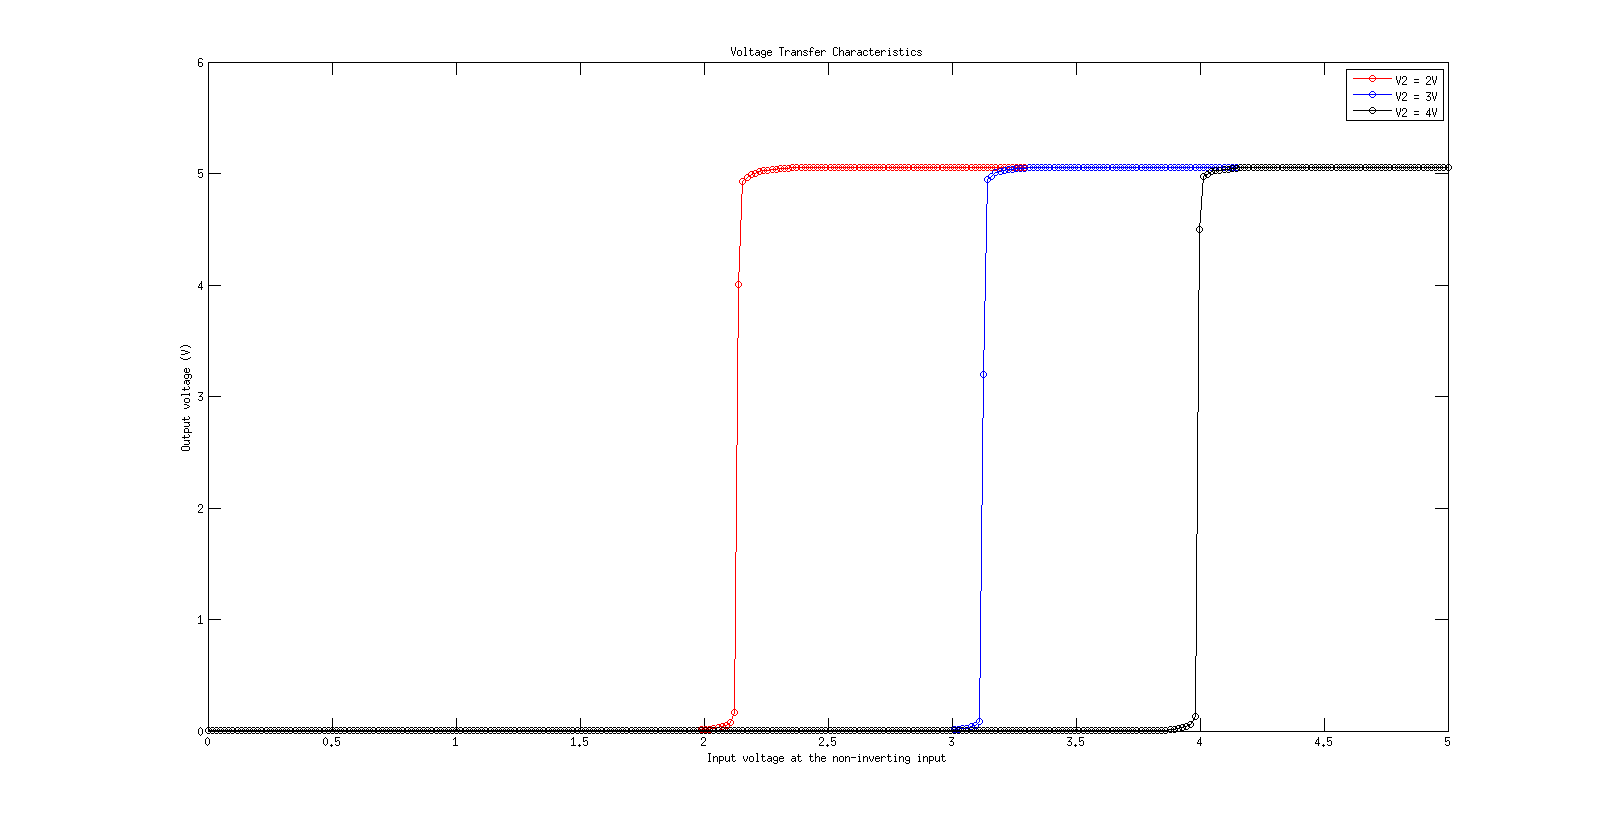 Voltage Transfer Characteristics
V2 = 2V
V2 = 3V
V2 = 4V
6
5
4
3
2
1
0
Output voltage (V)
0 0.5 1 1.5 2 2.5 3 3.5 4 4.5 5
Input voltage at the non-inverting input